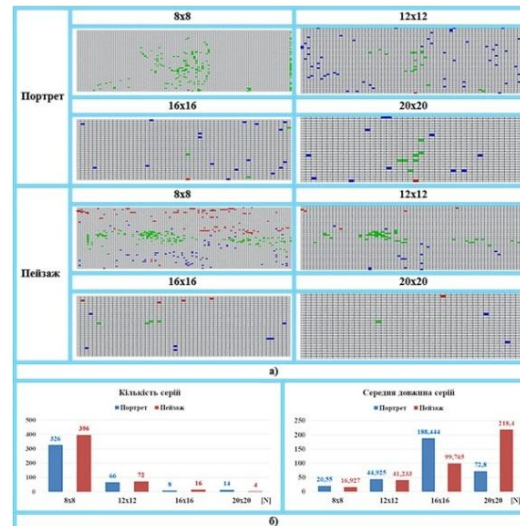 8x8 12x12
Портрет
16x16 20x20
8x8 12x12
Пейзаж
16x16 20x20
а)
Кількість серій
Портрет Пейзаж
500
400
300
200
100
0
326 396
66 72
8 16
14 4
8x8 12x12 16x16 20x20 [N]
Середня довжина серій
Портрет Пейзаж
250
200
150
100
50
0
20,55 16,927
44,925 41,233
188,444 99,765
72,8 218,4
8x8 12x12 16x16 20x20 [N]
б)